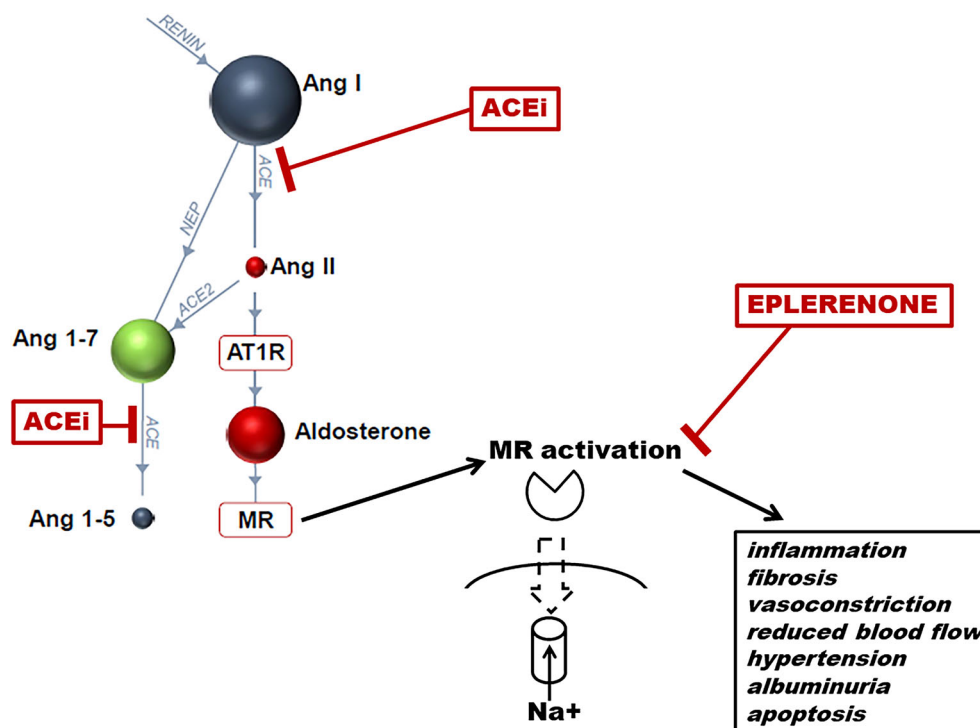 RENIN
Ang I
ACEi
ACE
NEP
Ang II
ACE2
EPLERENONE
Ang 1-7
AT1R
ACEi
ACE
Aldosterone
MR activation
Ang 1-5
MR
inflammation
fibrosis
vasoconstriction
reduced blood flow
hypertension
albuminuria
apoptosis
Na+